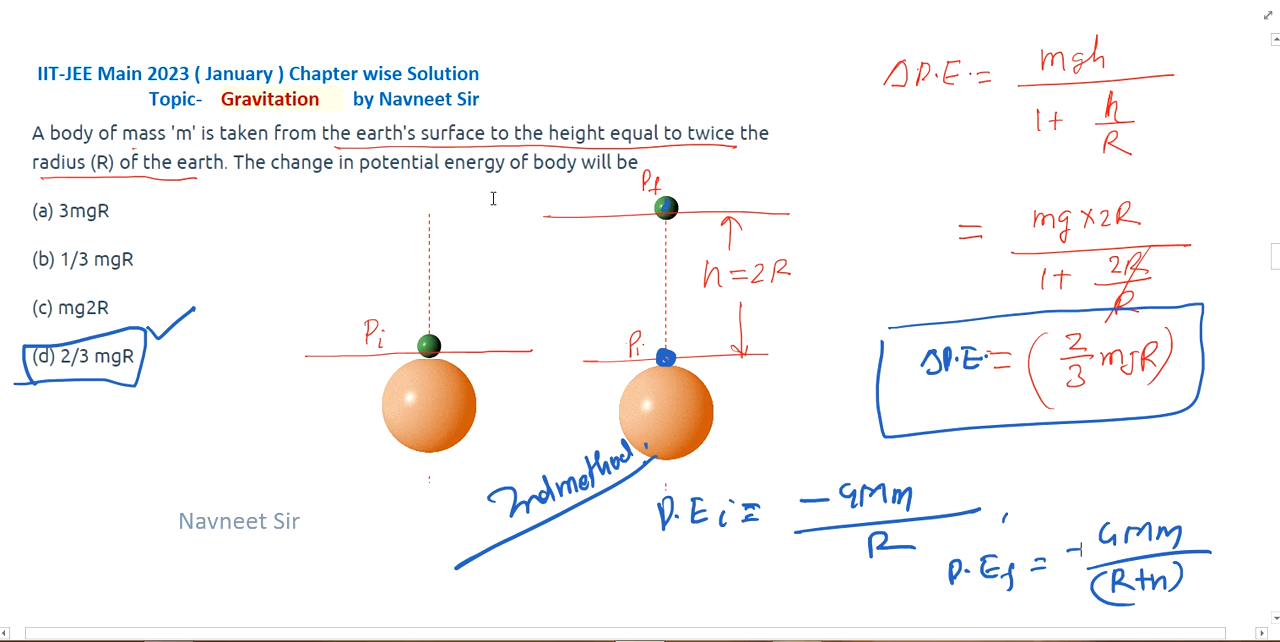 IIT-JEE Main 2023 ( January ) Chapter wise Solution
Topic- Gravitation by Navneet Sir
A body of mass 'm' is taken from the earth's surface to the height equal to twice the
radius (R) of the earth. The change in potential energy of body will be
(a) 3mgR
(b) 1/3 mgR
(c) mg2R
(d) 2/3 mgR
Pi
Pf
h=2R
Pi
ΔP.E.= mgh / 1+ h/R
= mg×2R / 1+ 2R/R
ΔP.E.= (2/3 mgR)
2nd method:
P.Ei = -GMm / R ,
P.Ef = -GMm / (R+h)
Navneet Sir